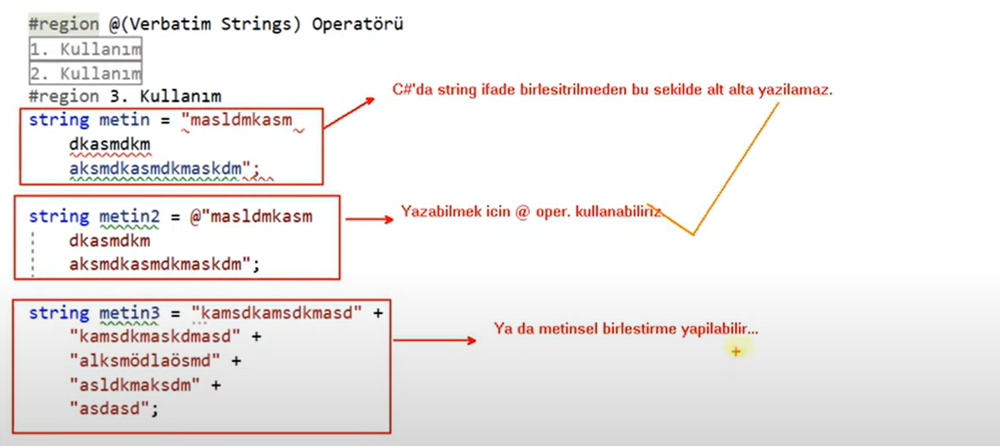 #region @(Verbatim Strings) Operatörü
1. Kullanım
2. Kullanım
#region 3. Kullanım
C#'da string ifade birlesitrilmeden bu sekilde alt alta yazilamaz.
string metin = "masldmkasm
dkasmdkm
aksmdkasmdkmaskdm";
string metin2 = @"masldmkasm
dkasmdkm
aksmdkasmdkmaskdm";
Yazabilmek icin @ oper. kullanabiliriz.
string metin3 = "kamsdkamsdkmasd" +
"kamsdkmaskdmasd" +
"alksmödlaösmd" +
"asldkmaksdm" +
"asdasd";
Ya da metinsel birlestirme yapilabilir...